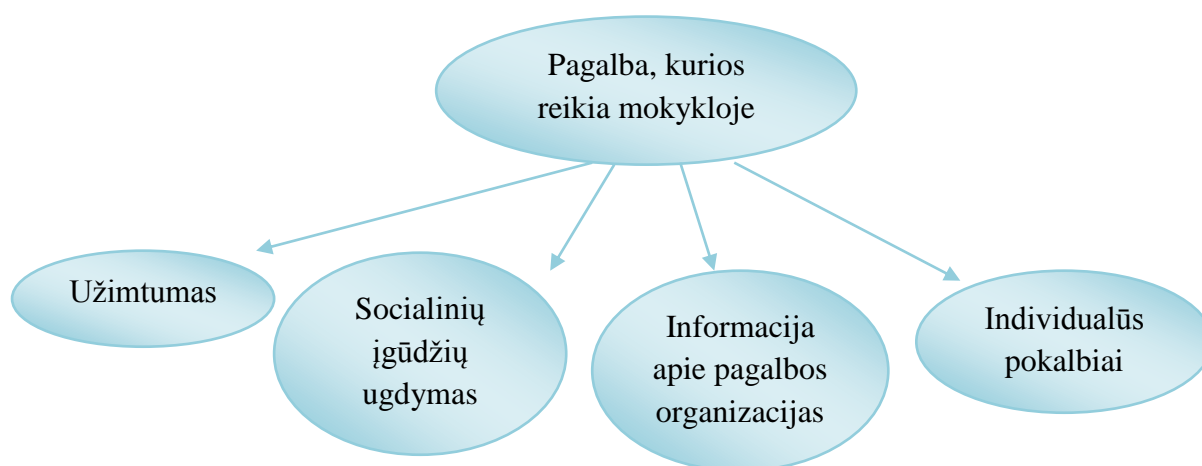 Pagalba, kurios
reikia mokykloje
Užimtumas
Socialinių
įgūdžių
ugdymas
Informacija
apie pagalbos
organizacijas
Individualūs
pokalbiai